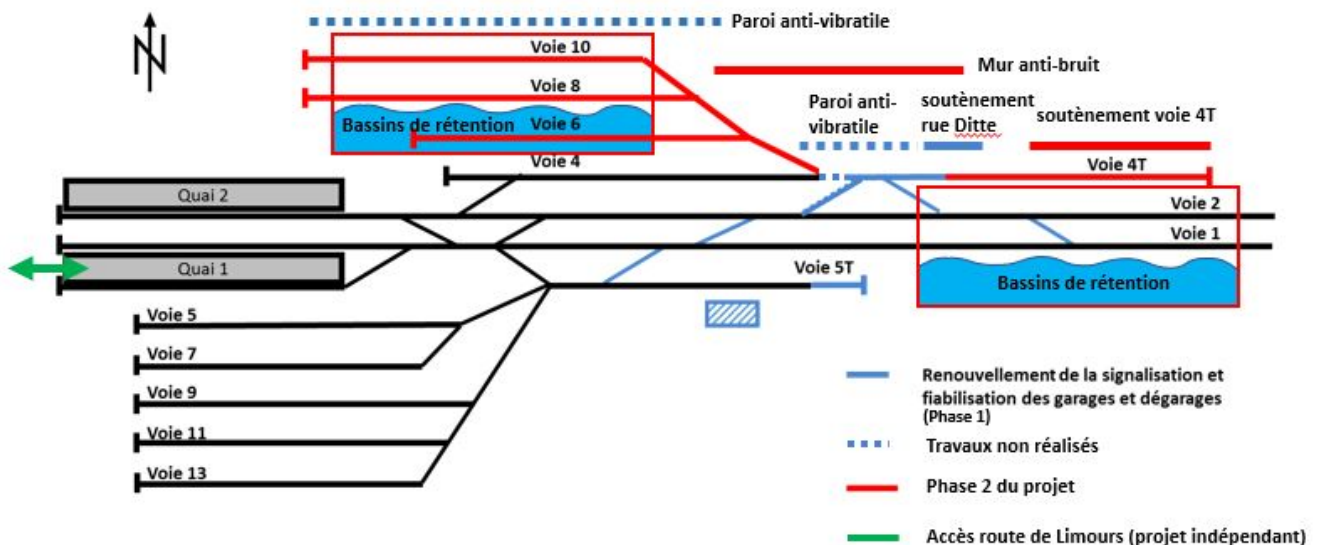 Paroi anti-vibratile
N
Voie 10
Mur anti-bruit
Voie 8
Paroi anti-
vibratile
soutènement
rue Ditte
soutènement voie 4T
Bassins de rétention
Voie 6
Voie 4
Voie 4T
Quai 2
Voie 2
Voie 1
Quai 1
Voie 5T
Bassins de rétention
Voie 5
Voie 7
Voie 9
Voie 11
Voie 13
Renouvellement de la signalisation et
fiabilisation des garages et dégarages
(Phase 1)
Travaux non réalisés
Phase 2 du projet
Accès route de Limours (projet indépendant)